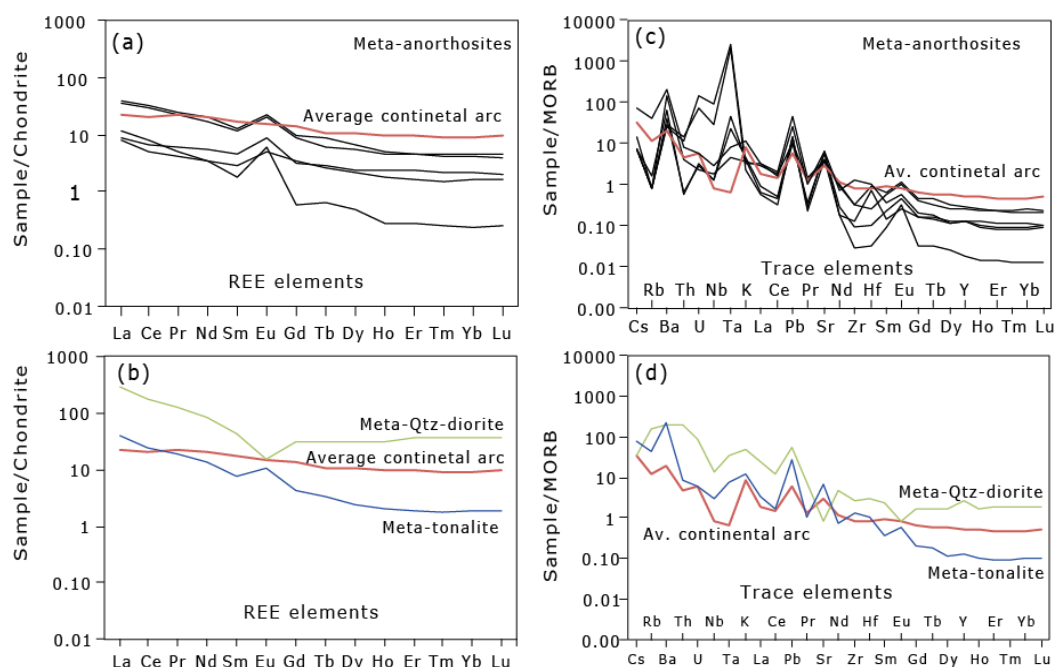 (a)
Meta-anorthosites
Average continetal arc
REE elements
Sample/Chondrite
1000
100
10
1
0.10
0.01
La Ce Pr Nd Sm Eu Gd Tb Dy Ho Er Tm Yb Lu
(c)
Meta-anorthosites
Av. continetal arc
Trace elements
Sample/MORB
10000
1000
100
10
1
0.1
0.01
0.00
Rb Th Nb K Ce Pr Nd Hf Eu Tb Y Er Yb
Cs Ba U Ta La Pb Sr Zr Sm Gd Dy Ho Tm Lu
(b)
Meta-Qtz-diorite
Average continetal arc
Meta-tonalite
REE elements
Sample/Chondrite
1000
100
10
1
0.10
0.01
La Ce Pr Nd Sm Eu Gd Tb Dy Ho Er Tm Yb Lu
(d)
Meta-Qtz-diorite
Av. continental arc
Meta-tonalite
Trace elements
Sample/MORB
10000
1000
100
10
1
0.10
0.01
0.00
Rb Th Nb K Ce Pr Nd Hf Eu Tb Y Er Yb
Cs Ba U Ta La Pb Sr Zr Sm Gd Dy Ho Tm Lu